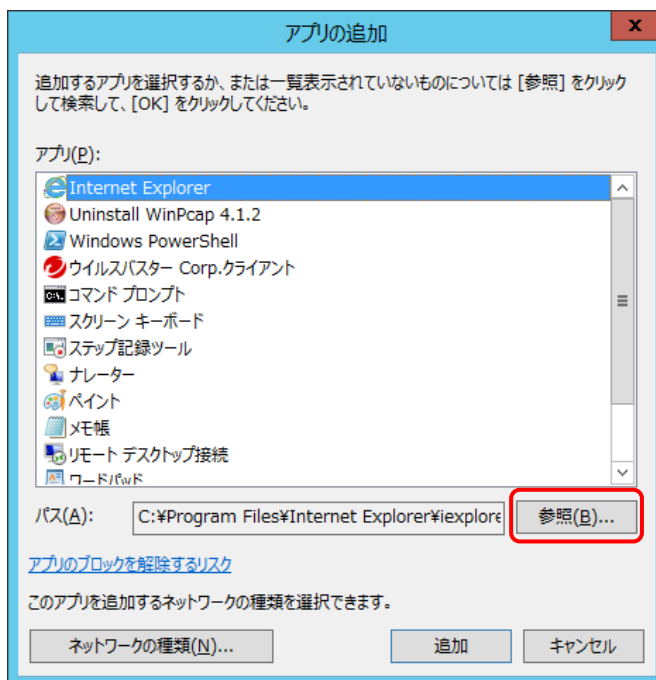 アプリの追加
x
追加するアプリを選択するか、または一覧表示されていないものについては [参照] をクリック
して検索して、[OK] をクリックしてください。
アプリ(P):
Internet Explorer
Uninstall WinPcap 4.1.2
Windows PowerShell
ウイルスバスター Corp.クライアント
コマンド プロンプト
スクリーン キーボード
ステップ記録ツール
ナレーター
ペイント
メモ帳
リモート デスクトップ接続
ワードパッド
パス(A): C:¥Program Files¥Internet Explorer¥iexplore 参照(B)...
アプリのブロックを解除するリスク
このアプリを追加するネットワークの種類を選択できます。
ネットワークの種類(N)... 追加 キャンセル